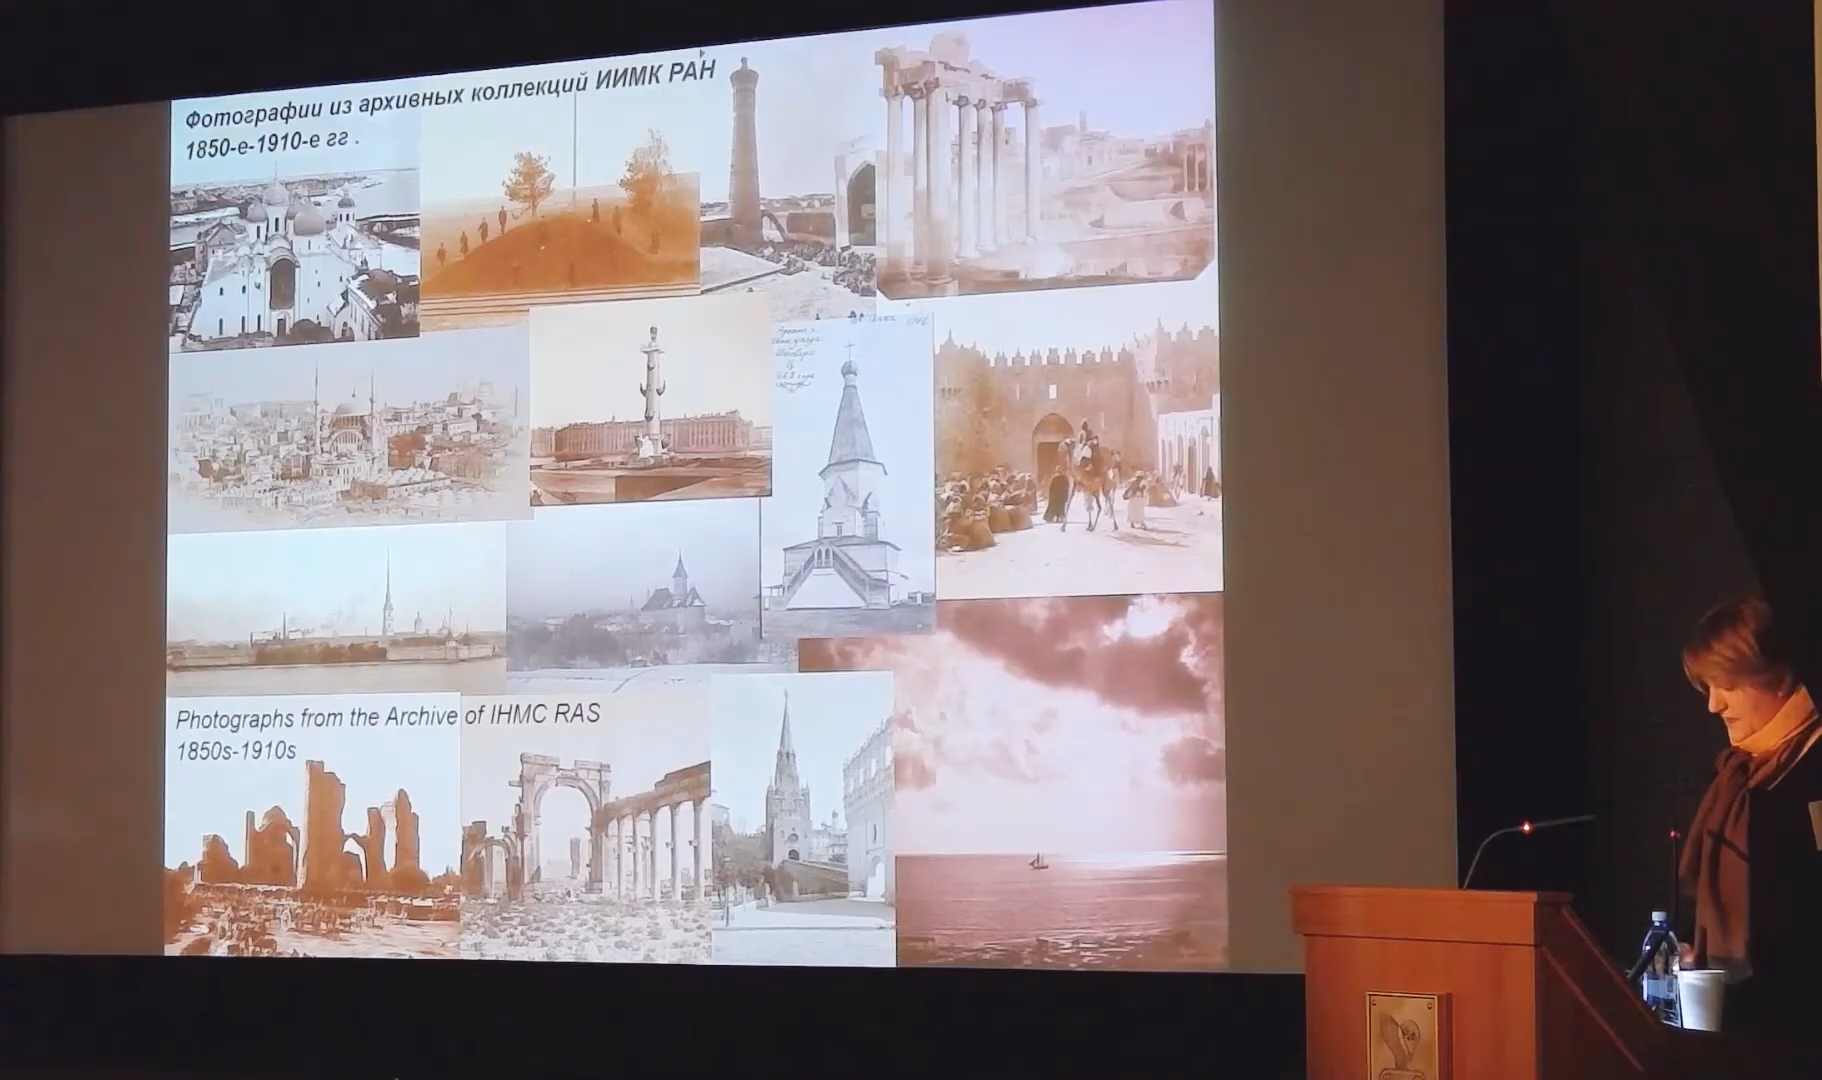 Фотографии из архивных коллекций ИИМК РАН
1850-е-1910-е гг .
Photographs from the Archive of IHMC RAS
1850s-1910s